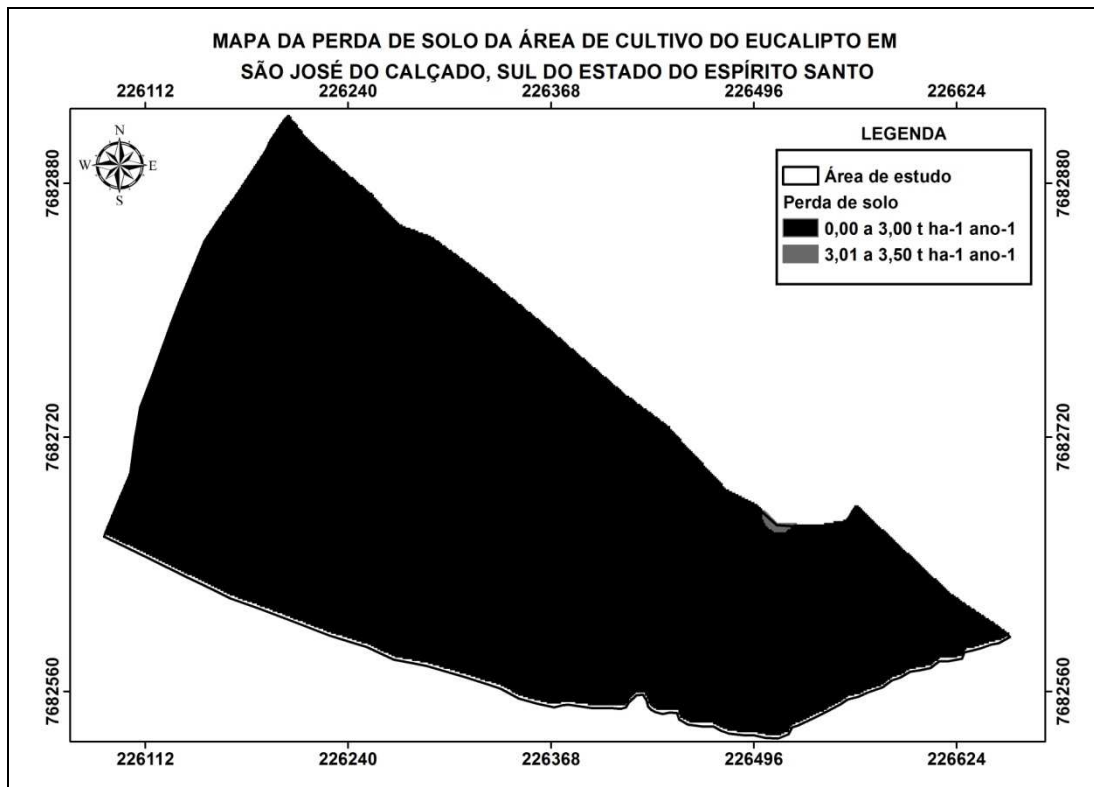 MAPA DA PERDA DE SOLO DA ÁREA DE CULTIVO DO EUCALIPTO EM
SÃO JOSÉ DO CALÇADO, SUL DO ESTADO DO ESPÍRITO SANTO
226112 226240 226368 226496 226624
N
W E
S
LEGENDA
Área de estudo
Perda de solo
0,00 a 3,00 t ha-1 ano-1
3,01 a 3,50 t ha-1 ano-1
7682880 7682880
7682720 7682720
7682560 7682560
226112 226240 226368 226496 226624